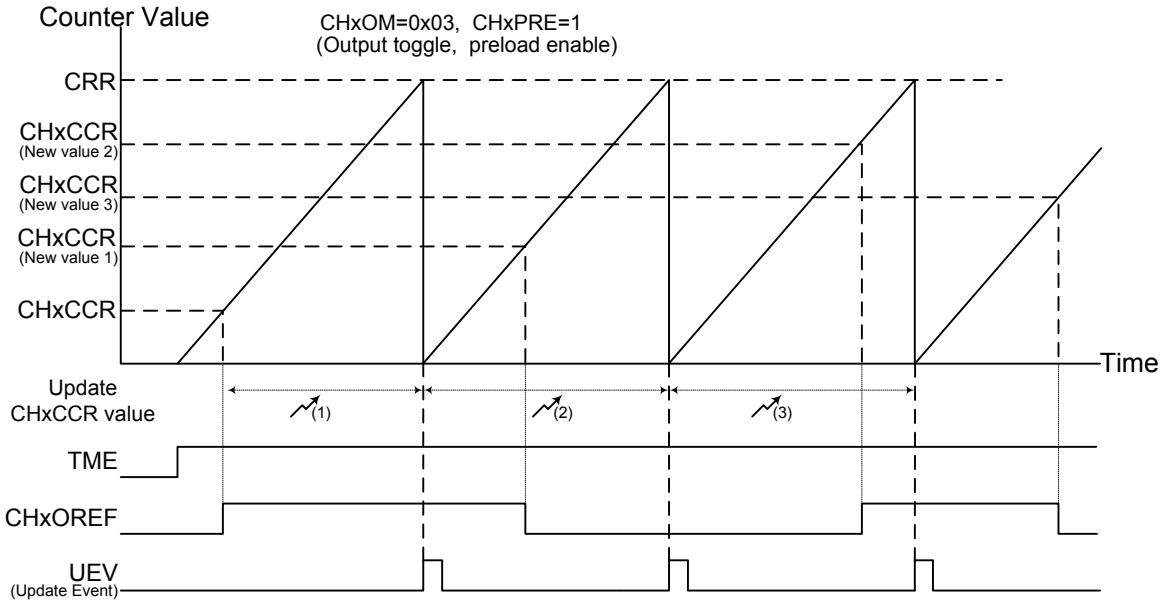 Counter Value
CHxOM=0x03, CHxPRE=1
(Output toggle, preload enable)
CRR
CHxCCR
(New value 2)
CHxCCR
(New value 3)
CHxCCR
(New value 1)
CHxCCR
Time
Update
CHxCCR value
(1)
(2)
(3)
TME
CHxOREF
UEV
(Update Event)